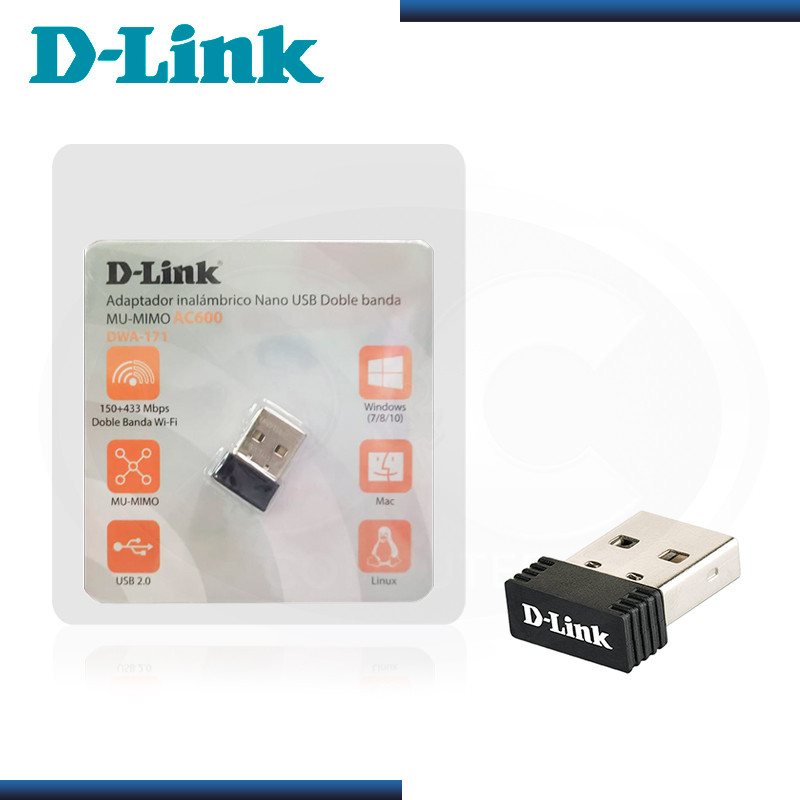 D-Link
D-Link
Adaptador inalámbrico Nano USB Doble banda
MU-MIMO AC600
DWA-171
150+433 Mbps
Doble Banda Wi-Fi
Windows
(7/8/10)
MU-MIMO
Mac
USB 2.0
Linux
D-Link